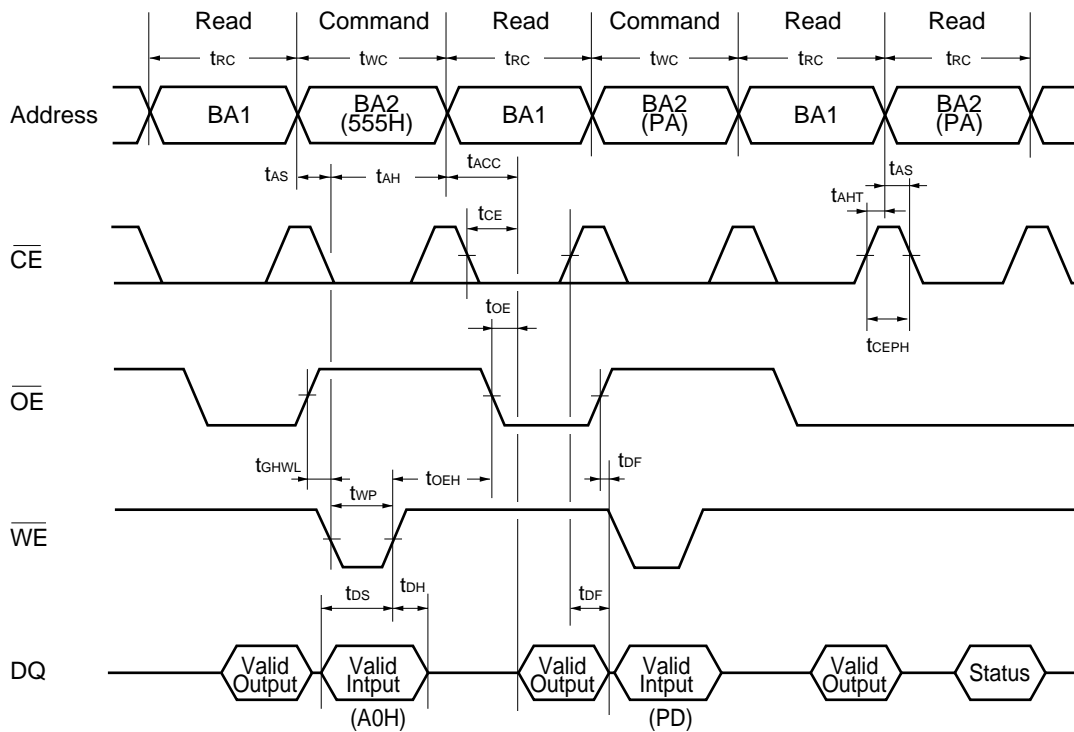 Read Command Read Command Read Read
tRC tWC tRC tWC tRC tRC
Address BA1 BA2 BA1 BA2 BA1 BA2
(555H) (PA) (PA)
tAS tAH tACC tAS
tAHT
tCE
CE
tOE
tCEPH
OE
tGHWL tWP tOEH tDF
WE
tDS tDH tDF
DQ Valid Valid Valid Valid Valid Status
Output Intput Output Intput Output
(A0H) (PD)